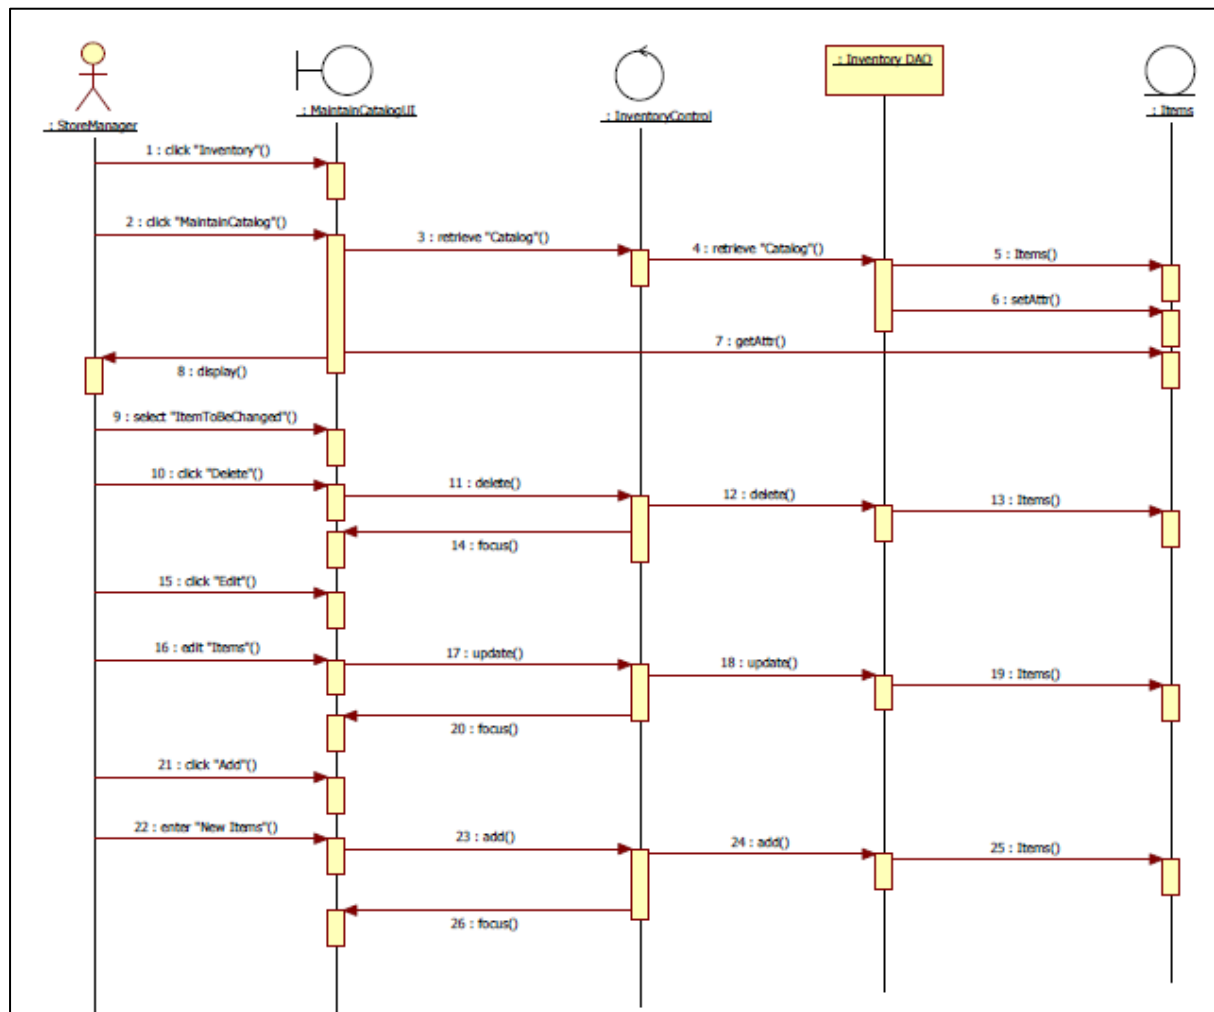 : StoreManager
: MaintainCatalogUI
: InventoryControl
: Inventory DAO
: Items
1 : click "Inventory"()
2 : click "MaintainCatalog"()
3 : retrieve "Catalog"()
4 : retrieve "Catalog"()
5 : Items()
6 : setAttr()
7 : getAttr()
8 : display()
9 : select "ItemToBeChanged"()
10 : click "Delete"()
11 : delete()
12 : delete()
13 : Items()
14 : focus()
15 : click "Edit"()
16 : edit "Items"()
17 : update()
18 : update()
19 : Items()
20 : focus()
21 : click "Add"()
22 : enter "New Items"()
23 : add()
24 : add()
25 : Items()
26 : focus()